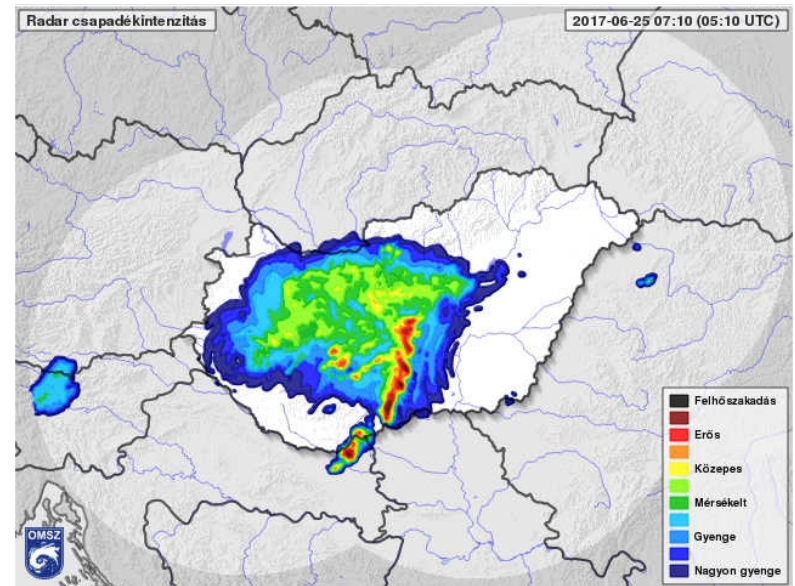 Radar csapadékintenzitás
2017-06-25 07:10 (05:10 UTC)
Felhőszakadás
Erős
Közepes
Mérsékelt
Gyenge
Nagyon gyenge
OMSZ